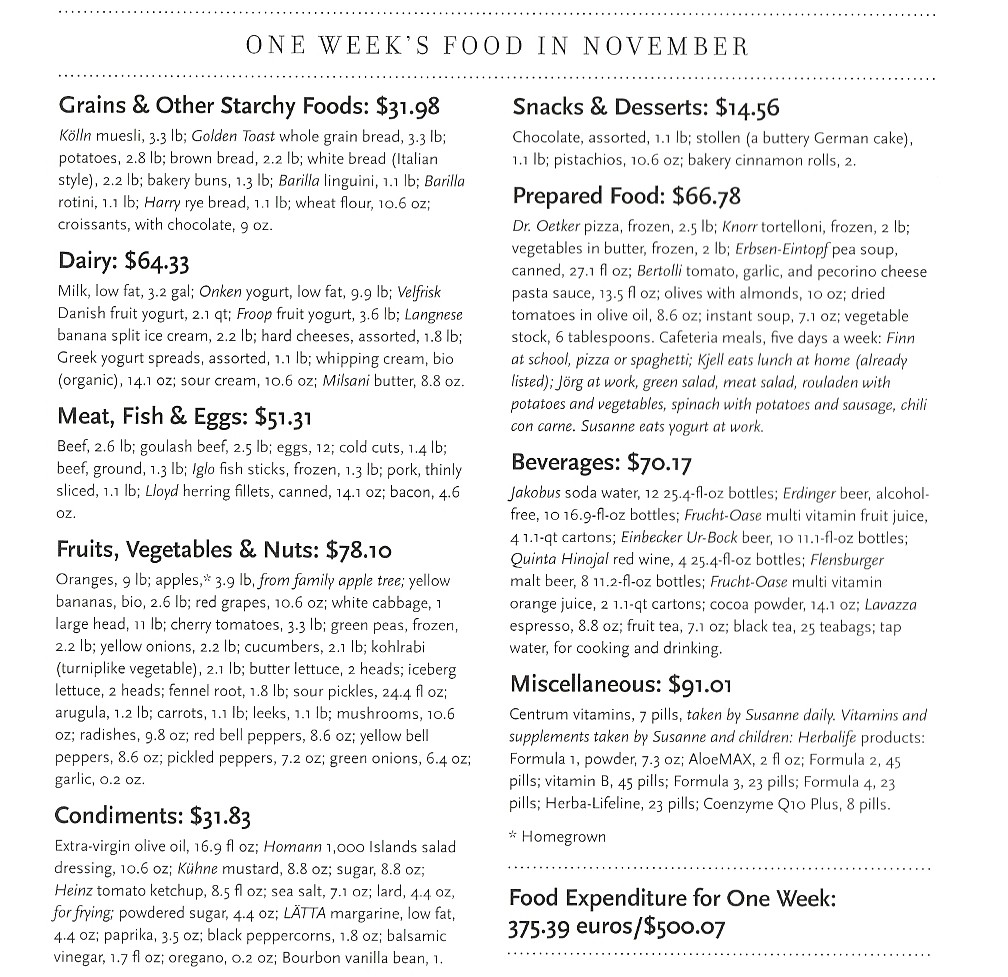 ONE WEEK'S FOOD IN NOVEMBER
Grains & Other Starchy Foods: $31.98
Kölln muesli, 3.3 lb; Golden Toast whole grain bread, 3.3 lb;
potatoes, 2.8 lb; brown bread, 2.2 lb; white bread (Italian
style), 2.2 lb; bakery buns, 1.3 lb; Barilla linguini, 1.1 lb; Barilla
rotini, 1.1 lb; Harry rye bread, 1.1 lb; wheat flour, 10.6 oz;
croissants, with chocolate, 9 oz.
Dairy: $64.33
Milk, low fat, 3.2 gal; Onken yogurt, low fat, 9.9 lb; Velfrisk
Danish fruit yogurt, 2.1 qt; Froop fruit yogurt, 3.6 lb; Langnese
banana split ice cream, 2.2 lb; hard cheeses, assorted, 1.8 lb;
Greek yogurt spreads, assorted, 1.1 lb; whipping cream, bio
(organic), 14.1 oz; sour cream, 10.6 oz; Milsani butter, 8.8 oz.
Meat, Fish & Eggs: $51.31
Beef, 2.6 lb; goulash beef, 2.5 lb; eggs, 12; cold cuts, 1.4 lb;
beef, ground, 1.3 lb; Iglo fish sticks, frozen, 1.3 lb; pork, thinly
sliced, 1.1 lb; Lloyd herring fillets, canned, 14.1 oz; bacon, 4.6
oz.
Fruits, Vegetables & Nuts: $78.10
Oranges, 9 lb; apples,* 3.9 lb, from family apple tree; yellow
bananas, bio, 2.6 lb; red grapes, 10.6 oz; white cabbage, 1
large head, 11 lb; cherry tomatoes, 3.3 lb; green peas, frozen,
2.2 lb; yellow onions, 2.2 lb; cucumbers, 2.1 lb; kohlrabi
(turniplike vegetable), 2.1 lb; butter lettuce, 2 heads; iceberg
lettuce, 2 heads; fennel root, 1.8 lb; sour pickles, 24.4 fl oz;
arugula, 1.2 lb; carrots, 1.1 lb; leeks, 1.1 lb; mushrooms, 10.6
oz; radishes, 9.8 oz; red bell peppers, 8.6 oz; yellow bell
peppers, 8.6 oz; pickled peppers, 7.2 oz; green onions, 6.4 oz;
garlic, 0.2 oz.
Condiments: $31.83
Extra-virgin olive oil, 16.9 fl oz; Homann 1,000 Islands salad
dressing, 10.6 oz; Kühne mustard, 8.8 oz; sugar, 8.8 oz;
Heinz tomato ketchup, 8.5 fl oz; sea salt, 7.1 oz; lard, 4.4 oz,
for frying; powdered sugar, 4.4 oz; LÄTTA margarine, low fat,
4.4 oz; paprika, 3.5 oz; black peppercorns, 1.8 oz; balsamic
vinegar, 1.7 fl oz; oregano, 0.2 oz; Bourbon vanilla bean, 1.
Snacks & Desserts: $14.56
Chocolate, assorted, 1.1 lb; stollen (a buttery German cake),
1.1 lb; pistachios, 10.6 oz; bakery cinnamon rolls, 2.
Prepared Food: $66.78
Dr. Oetker pizza, frozen, 2.5 lb; Knorr tortelloni, frozen, 2 lb;
vegetables in butter, frozen, 2 lb; Erbsen-Eintopf pea soup,
canned, 27.1 fl oz; Bertolli tomato, garlic, and pecorino cheese
pasta sauce, 13.5 fl oz; olives with almonds, 10 oz; dried
tomatoes in olive oil, 8.6 oz; instant soup, 7.1 oz; vegetable
stock, 6 tablespoons. Cafeteria meals, five days a week: Finn
at school, pizza or spaghetti; Kjell eats lunch at home (already
listed); Jörg at work, green salad, meat salad, rouladen with
potatoes and vegetables, spinach with potatoes and sausage, chili
con carne. Susanne eats yogurt at work.
Beverages: $70.17
Jakobus soda water, 12 25.4-fl-oz bottles; Erdinger beer, alcohol-
free, 10 16.9-fl-oz bottles; Frucht-Oase multi vitamin fruit juice,
4 1.1-qt cartons; Einbecker Ur-Bock beer, 10 11.1-fl-oz bottles;
Quinta Hinojal red wine, 4 25.4-fl-oz bottles; Flensburger
malt beer, 8 11.2-fl-oz bottles; Frucht-Oase multi vitamin
orange juice, 2 1.1-qt cartons; cocoa powder, 14.1 oz; Lavazza
espresso, 8.8 oz; fruit tea, 7.1 oz; black tea, 25 teabags; tap
water, for cooking and drinking.
Miscellaneous: $91.01
Centrum vitamins, 7 pills, taken by Susanne daily. Vitamins and
supplements taken by Susanne and children: Herbalife products:
Formula 1, powder, 7.3 oz; AloeMAX, 2 fl oz; Formula 2, 45
pills; vitamin B, 45 pills; Formula 3, 23 pills; Formula 4, 23
pills; Herba-Lifeline, 23 pills; Coenzyme Q10 Plus, 8 pills.
* Homegrown
Food Expenditure for One Week:
375.39 euros/$500.07